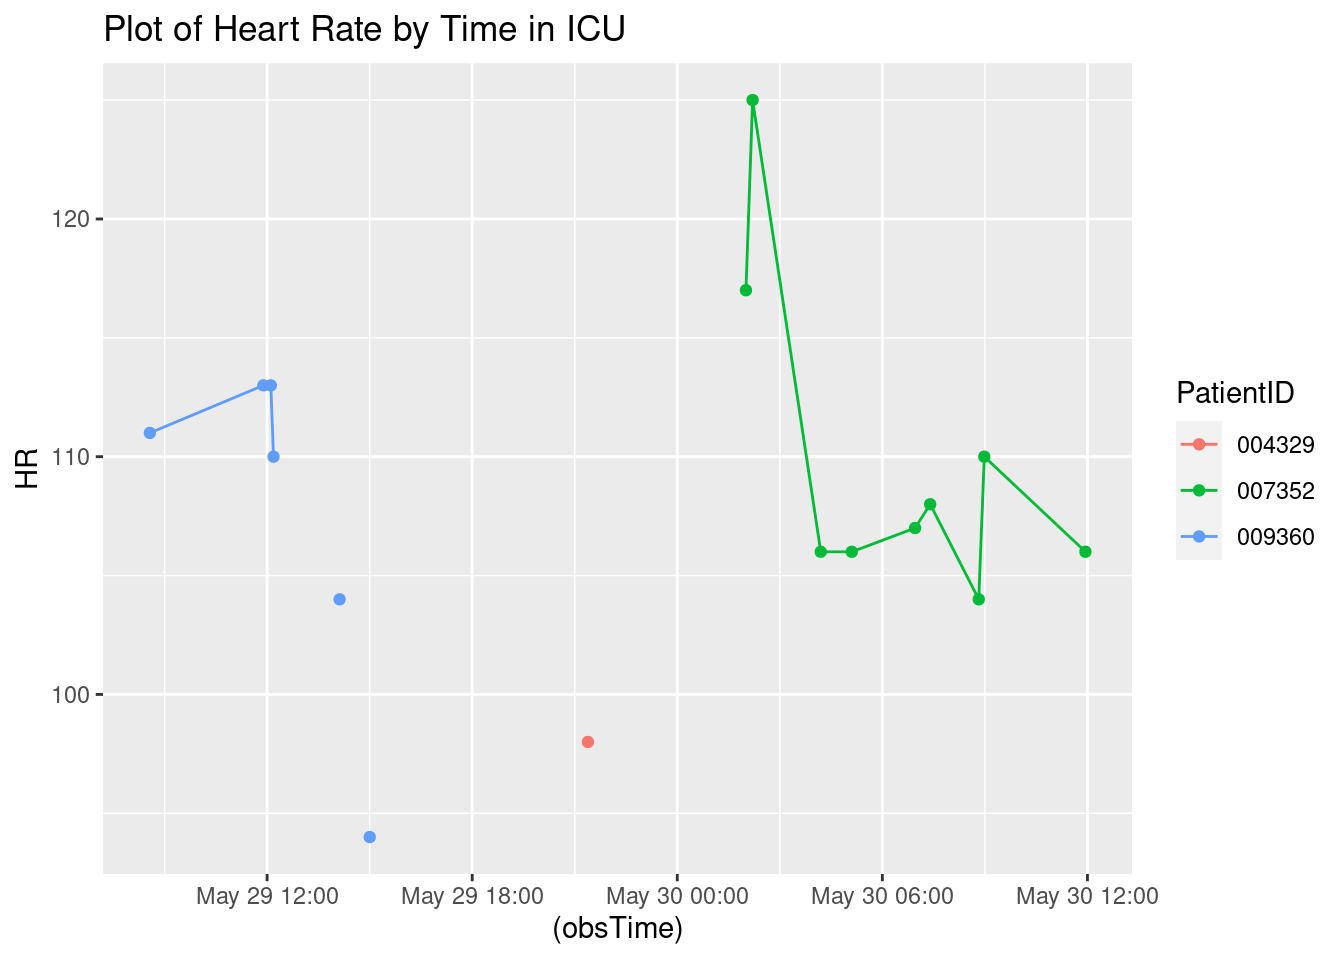 Plot of Heart Rate by Time in ICU
120
110
100
HR
May 29 12:00
May 29 18:00
May 30 00:00
May 30 06:00
May 30 12:00
(obsTime)
PatientID
004329
007352
009360